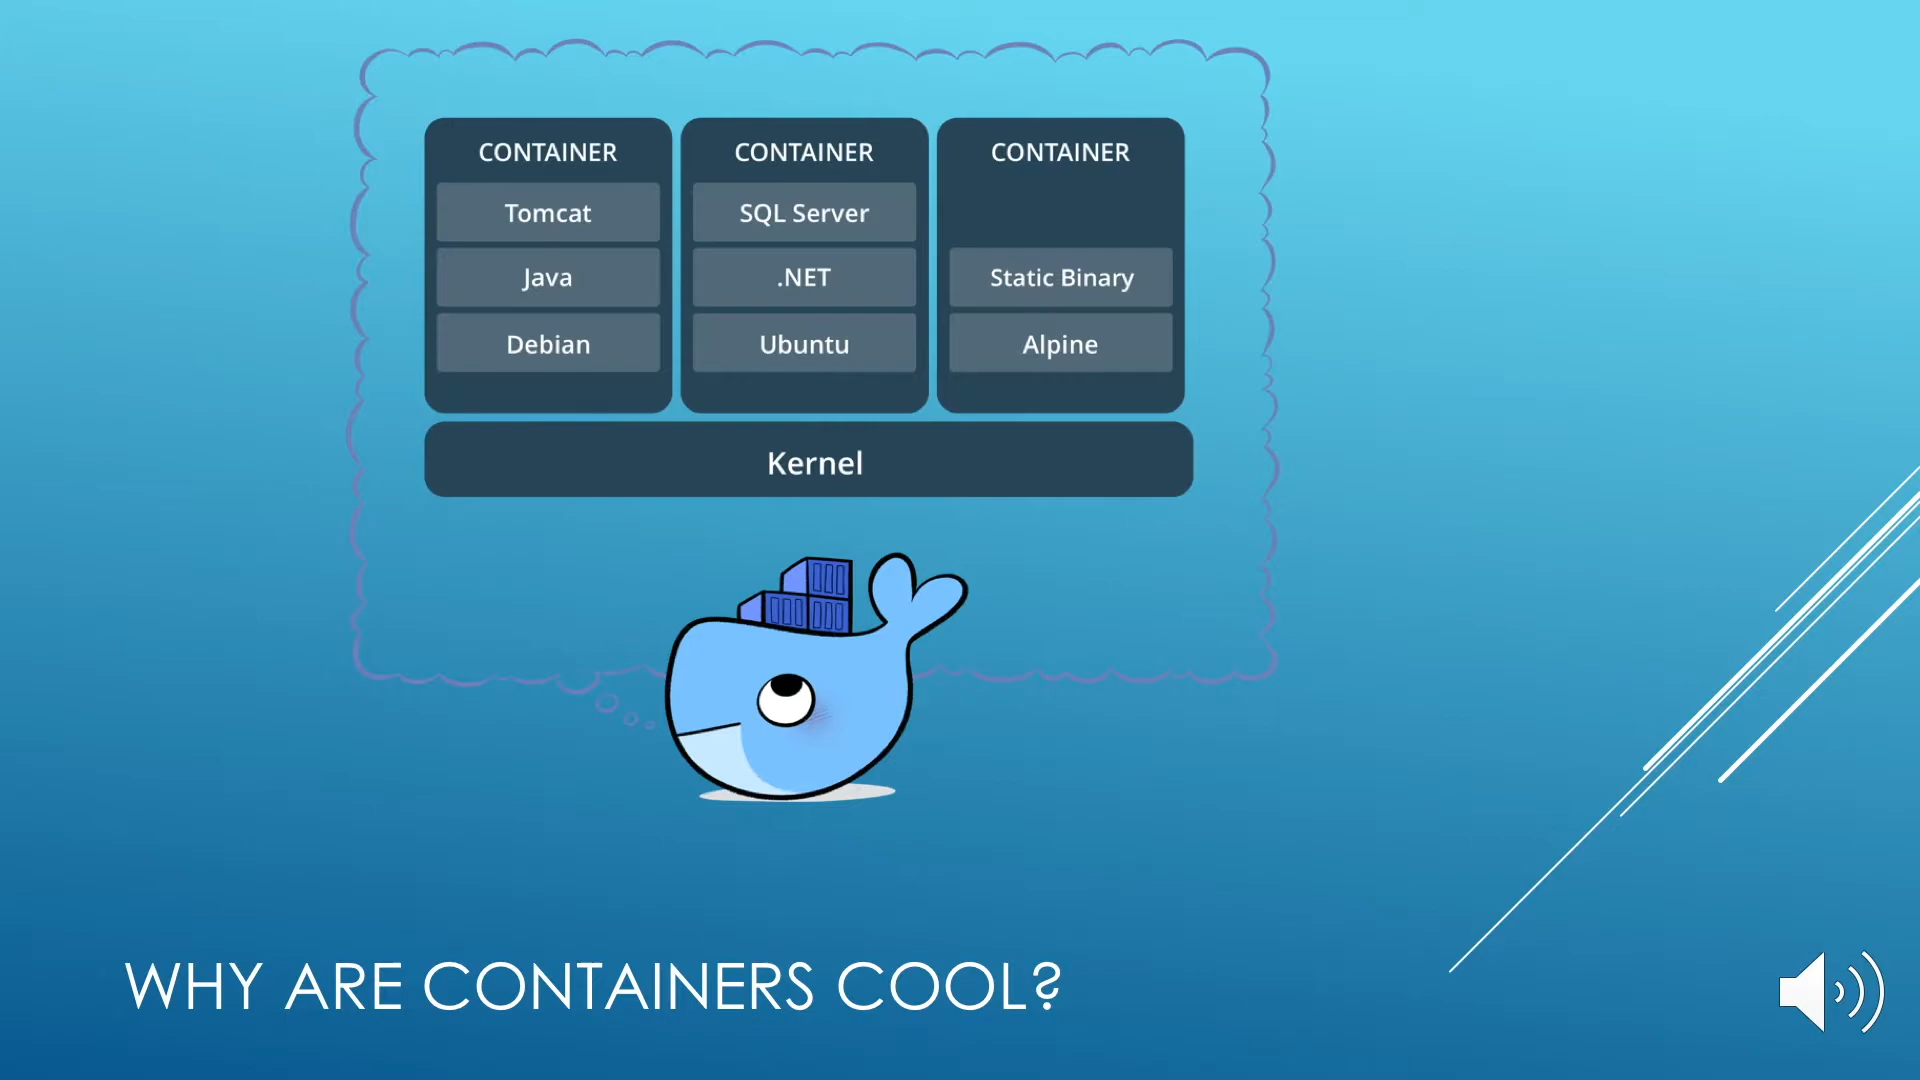 CONTAINER
Tomcat
Java
Debian
CONTAINER
SQL Server
.NET
Ubuntu
CONTAINER
Static Binary
Alpine
Kernel
WHY ARE CONTAINERS COOL?